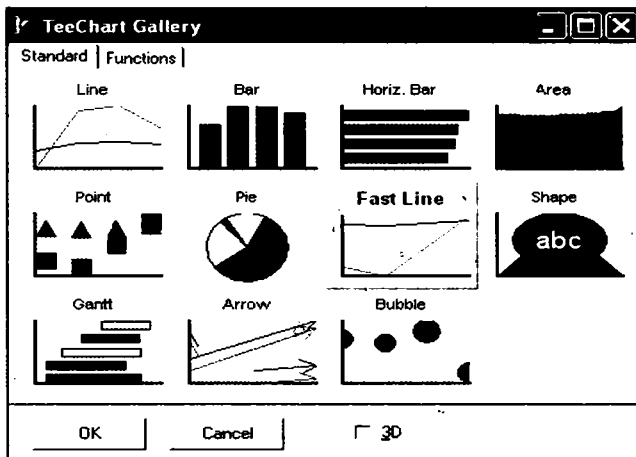 TeeChart Gallery
Standard Functions
Line Bar Horiz. Bar Area
Point Pie Fast Line Shape
abc
Gantt Arrow Bubble
OK Cancel 3D